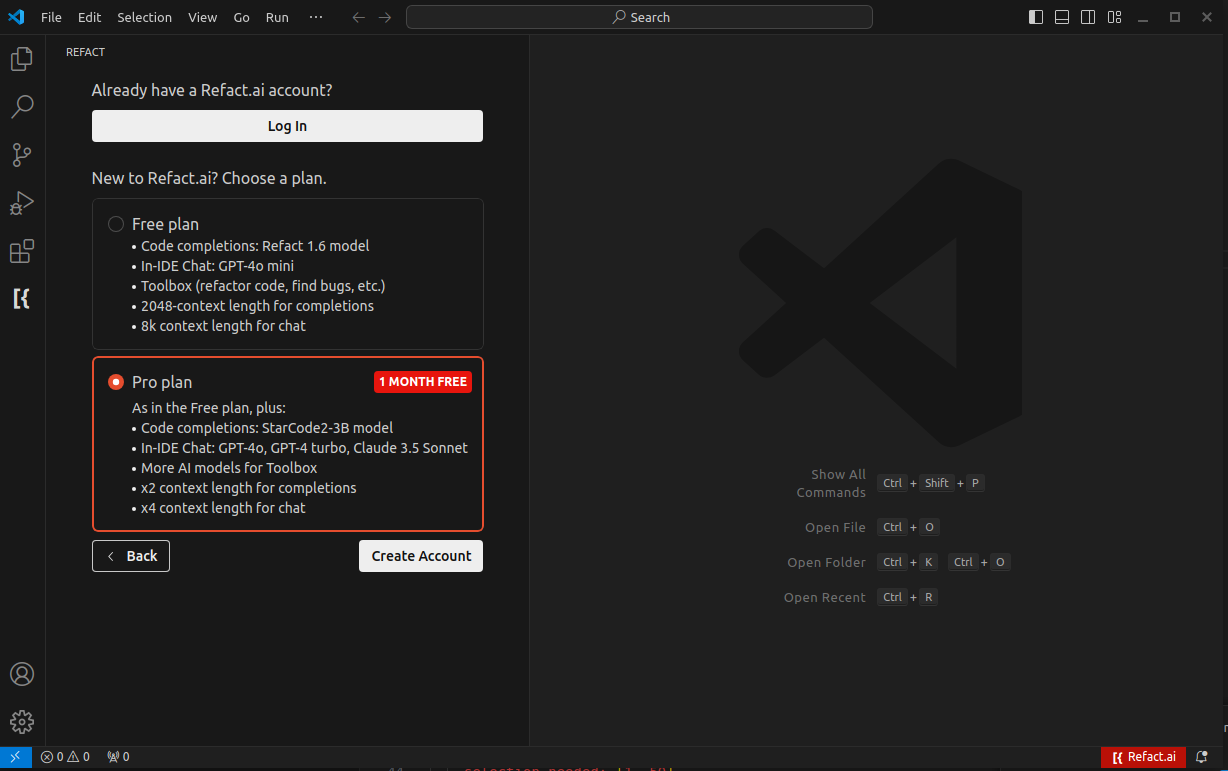 File Edit Selection View Go Run ··· Search
REFACT
Already have a Refact.ai account?
Log In
New to Refact.ai? Choose a plan.
Free plan
• Code completions: Refact 1.6 model
• In-IDE Chat: GPT-4o mini
• Toolbox (refactor code, find bugs, etc.)
• 2048-context length for completions
• 8k context length for chat
Pro plan 1 MONTH FREE
As in the Free plan, plus:
• Code completions: StarCode2-3B model
• In-IDE Chat: GPT-4o, GPT-4 turbo, Claude 3.5 Sonnet
• More AI models for Toolbox
• x2 context length for completions
• x4 context length for chat
Back Create Account
Show All
Commands Ctrl + Shift + P
Open File Ctrl + O
Open Folder Ctrl + K Ctrl + O
Open Recent Ctrl + R
0 0 0 Refact.ai